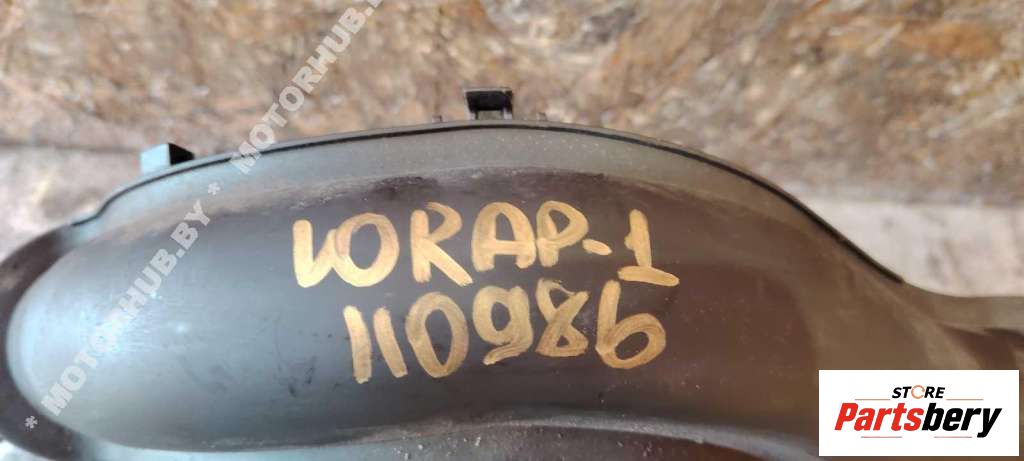 * MOTORHUB.BY * MOTORHUB.BY
VORAP-1
110986
STORE
Partsbery